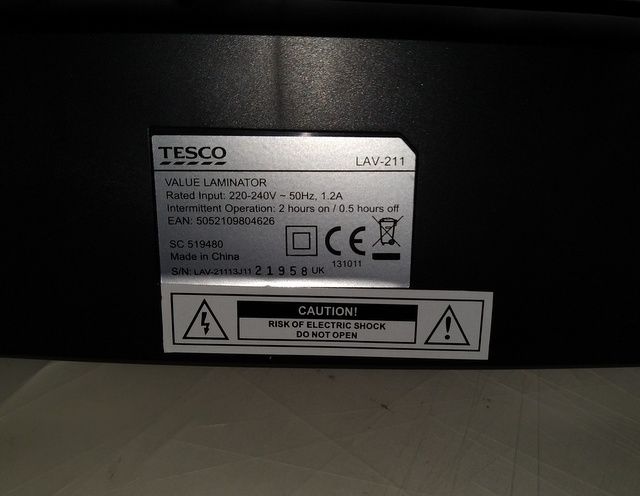 TESCO
LAV-211
VALUE LAMINATOR
Rated Input: 220-240V ~ 50Hz, 1.2A
Intermittent Operation: 2 hours on / 0.5 hours off
EAN: 5052109804626
SC 519480
Made in China
CE
131011
S/N: LAV-21113J11 21958 UK
CAUTION!
RISK OF ELECTRIC SHOCK
DO NOT OPEN